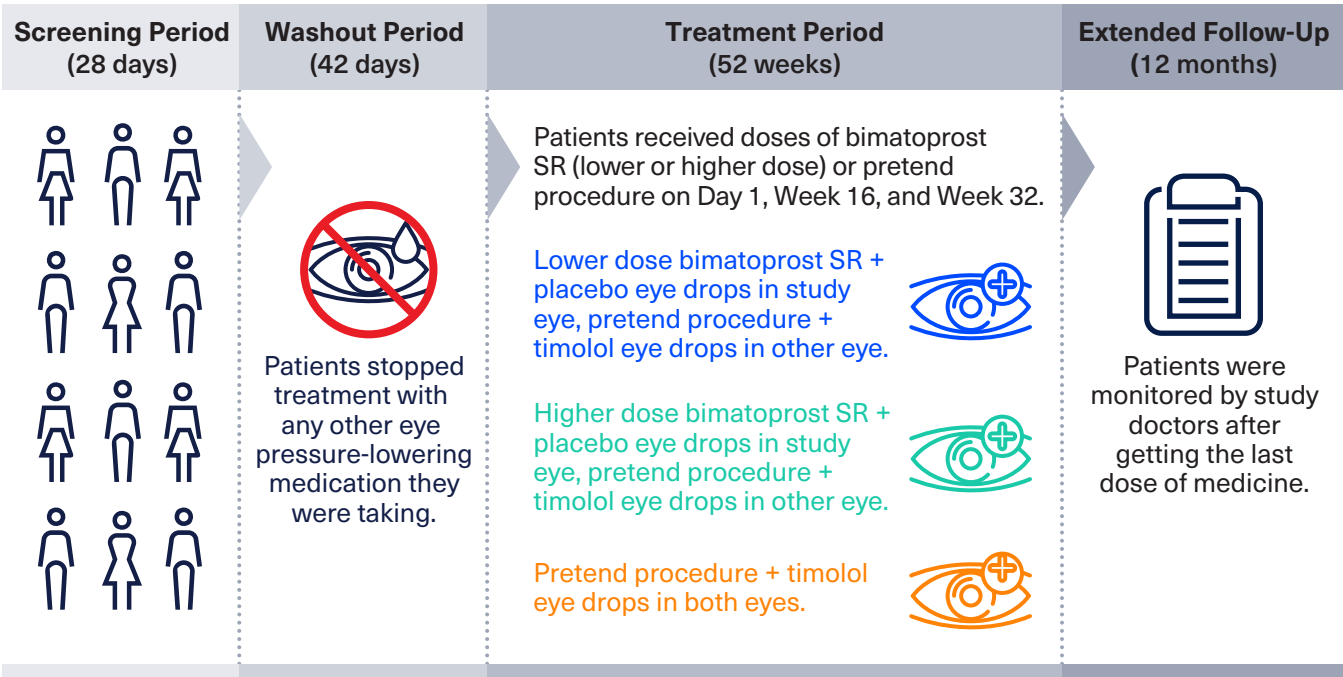 Screening Period
(28 days)
Washout Period
(42 days)
Patients stopped
treatment with
any other eye
pressure-lowering
medication they
were taking.
Treatment Period
(52 weeks)
Patients received doses of bimatoprost
SR (lower or higher dose) or pretend
procedure on Day 1, Week 16, and Week 32.
Lower dose bimatoprost SR +
placebo eye drops in study
eye, pretend procedure +
timolol eye drops in other eye.
Higher dose bimatoprost SR +
placebo eye drops in study
eye, pretend procedure +
timolol eye drops in other eye.
Pretend procedure + timolol
eye drops in both eyes.
Extended Follow-Up
(12 months)
Patients were
monitored by study
doctors after
getting the last
dose of medicine.